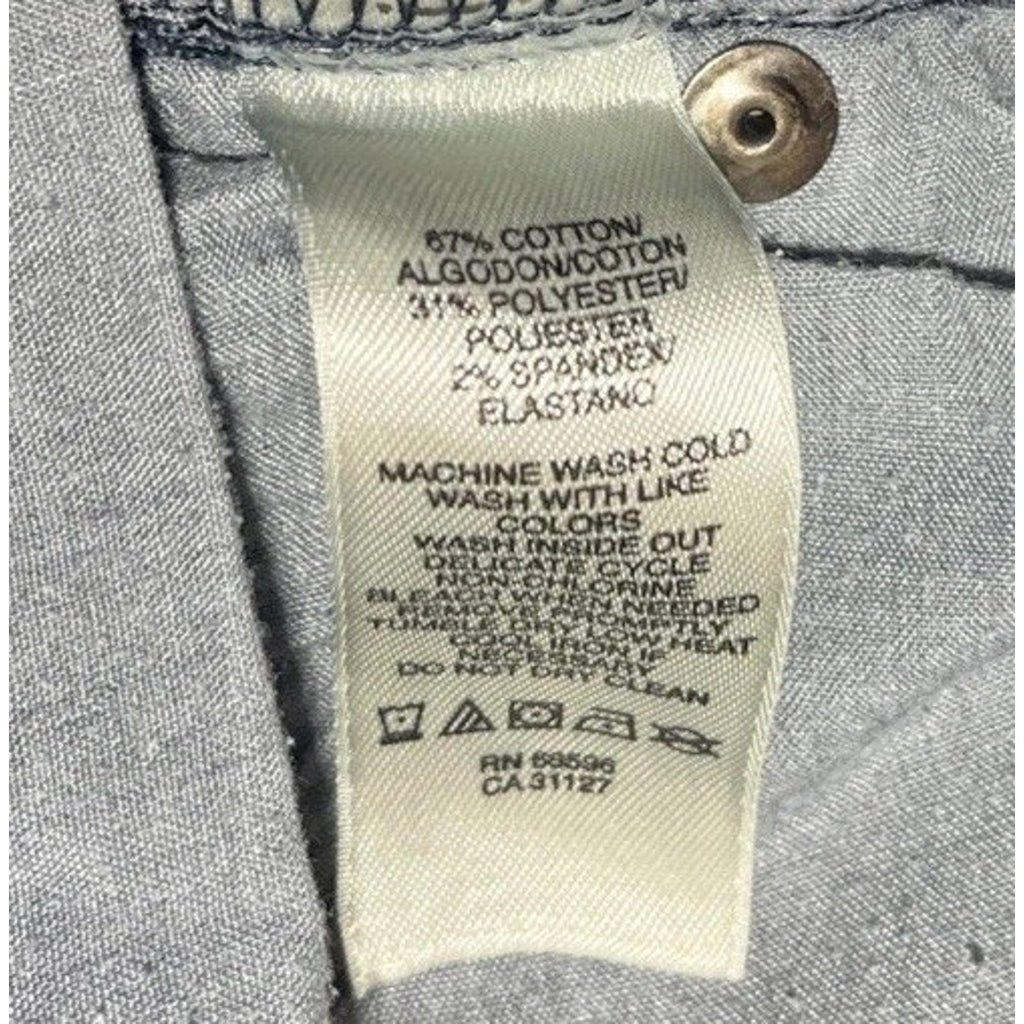 67% COTTON/
ALGODON/COTON
31% POLYESTER/
POLIESTER
2% SPANDEX/
ELASTANO
MACHINE WASH COLD
WASH WITH LIKE
COLORS
WASH INSIDE OUT
DELICATE CYCLE
NON-CHLORINE
BLEACH WHEN NEEDED
REMOVE PROMPTLY
TUMBLE DRY LOW HEAT
COOL IRON IF
NECESSARY
DO NOT DRY CLEAN
RN
CA 31127